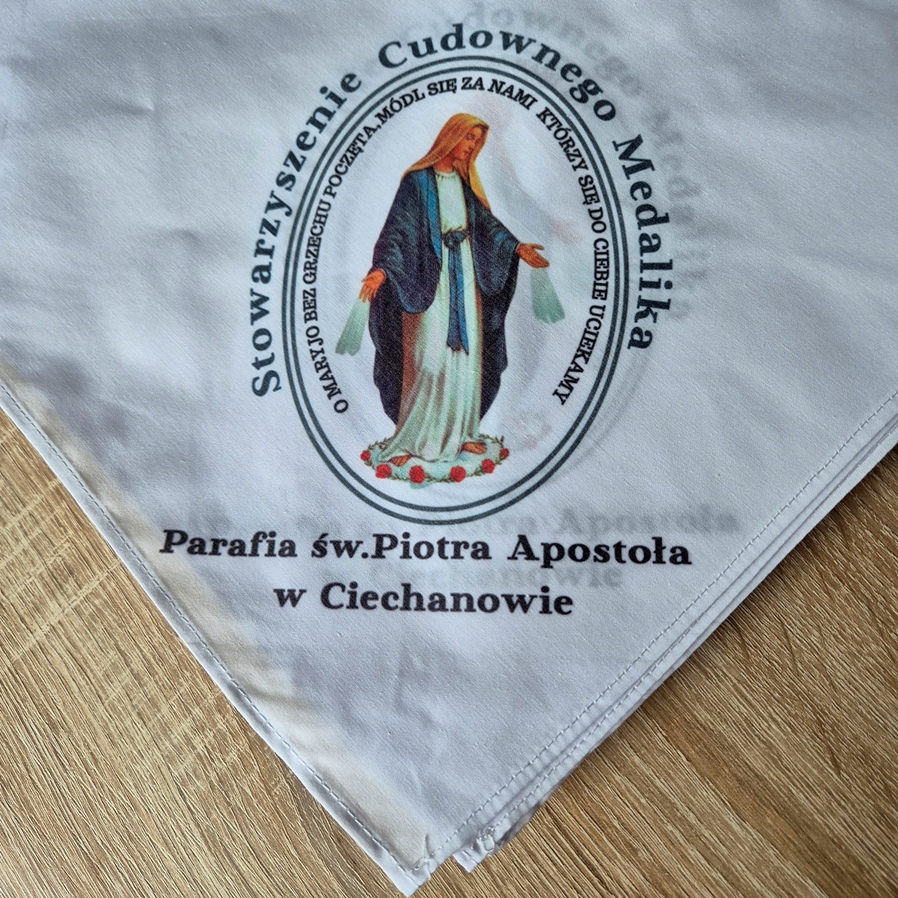 Stowarzyszenie Cudownego Medalika
O MARYJO BEZ GRZECHU POCZĘTA, MÓDL SIĘ ZA NAMI KTÓRZY SIĘ DO CIEBIE UCIEKAMY
Parafia św.Piotra Apostoła
w Ciechanowie